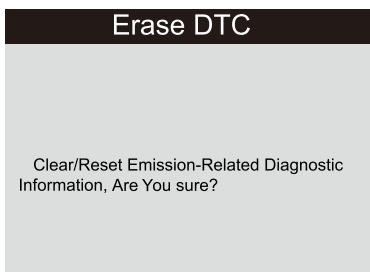 Erase DTC
Clear/Reset Emission-Related Diagnostic
Information, Are You sure?